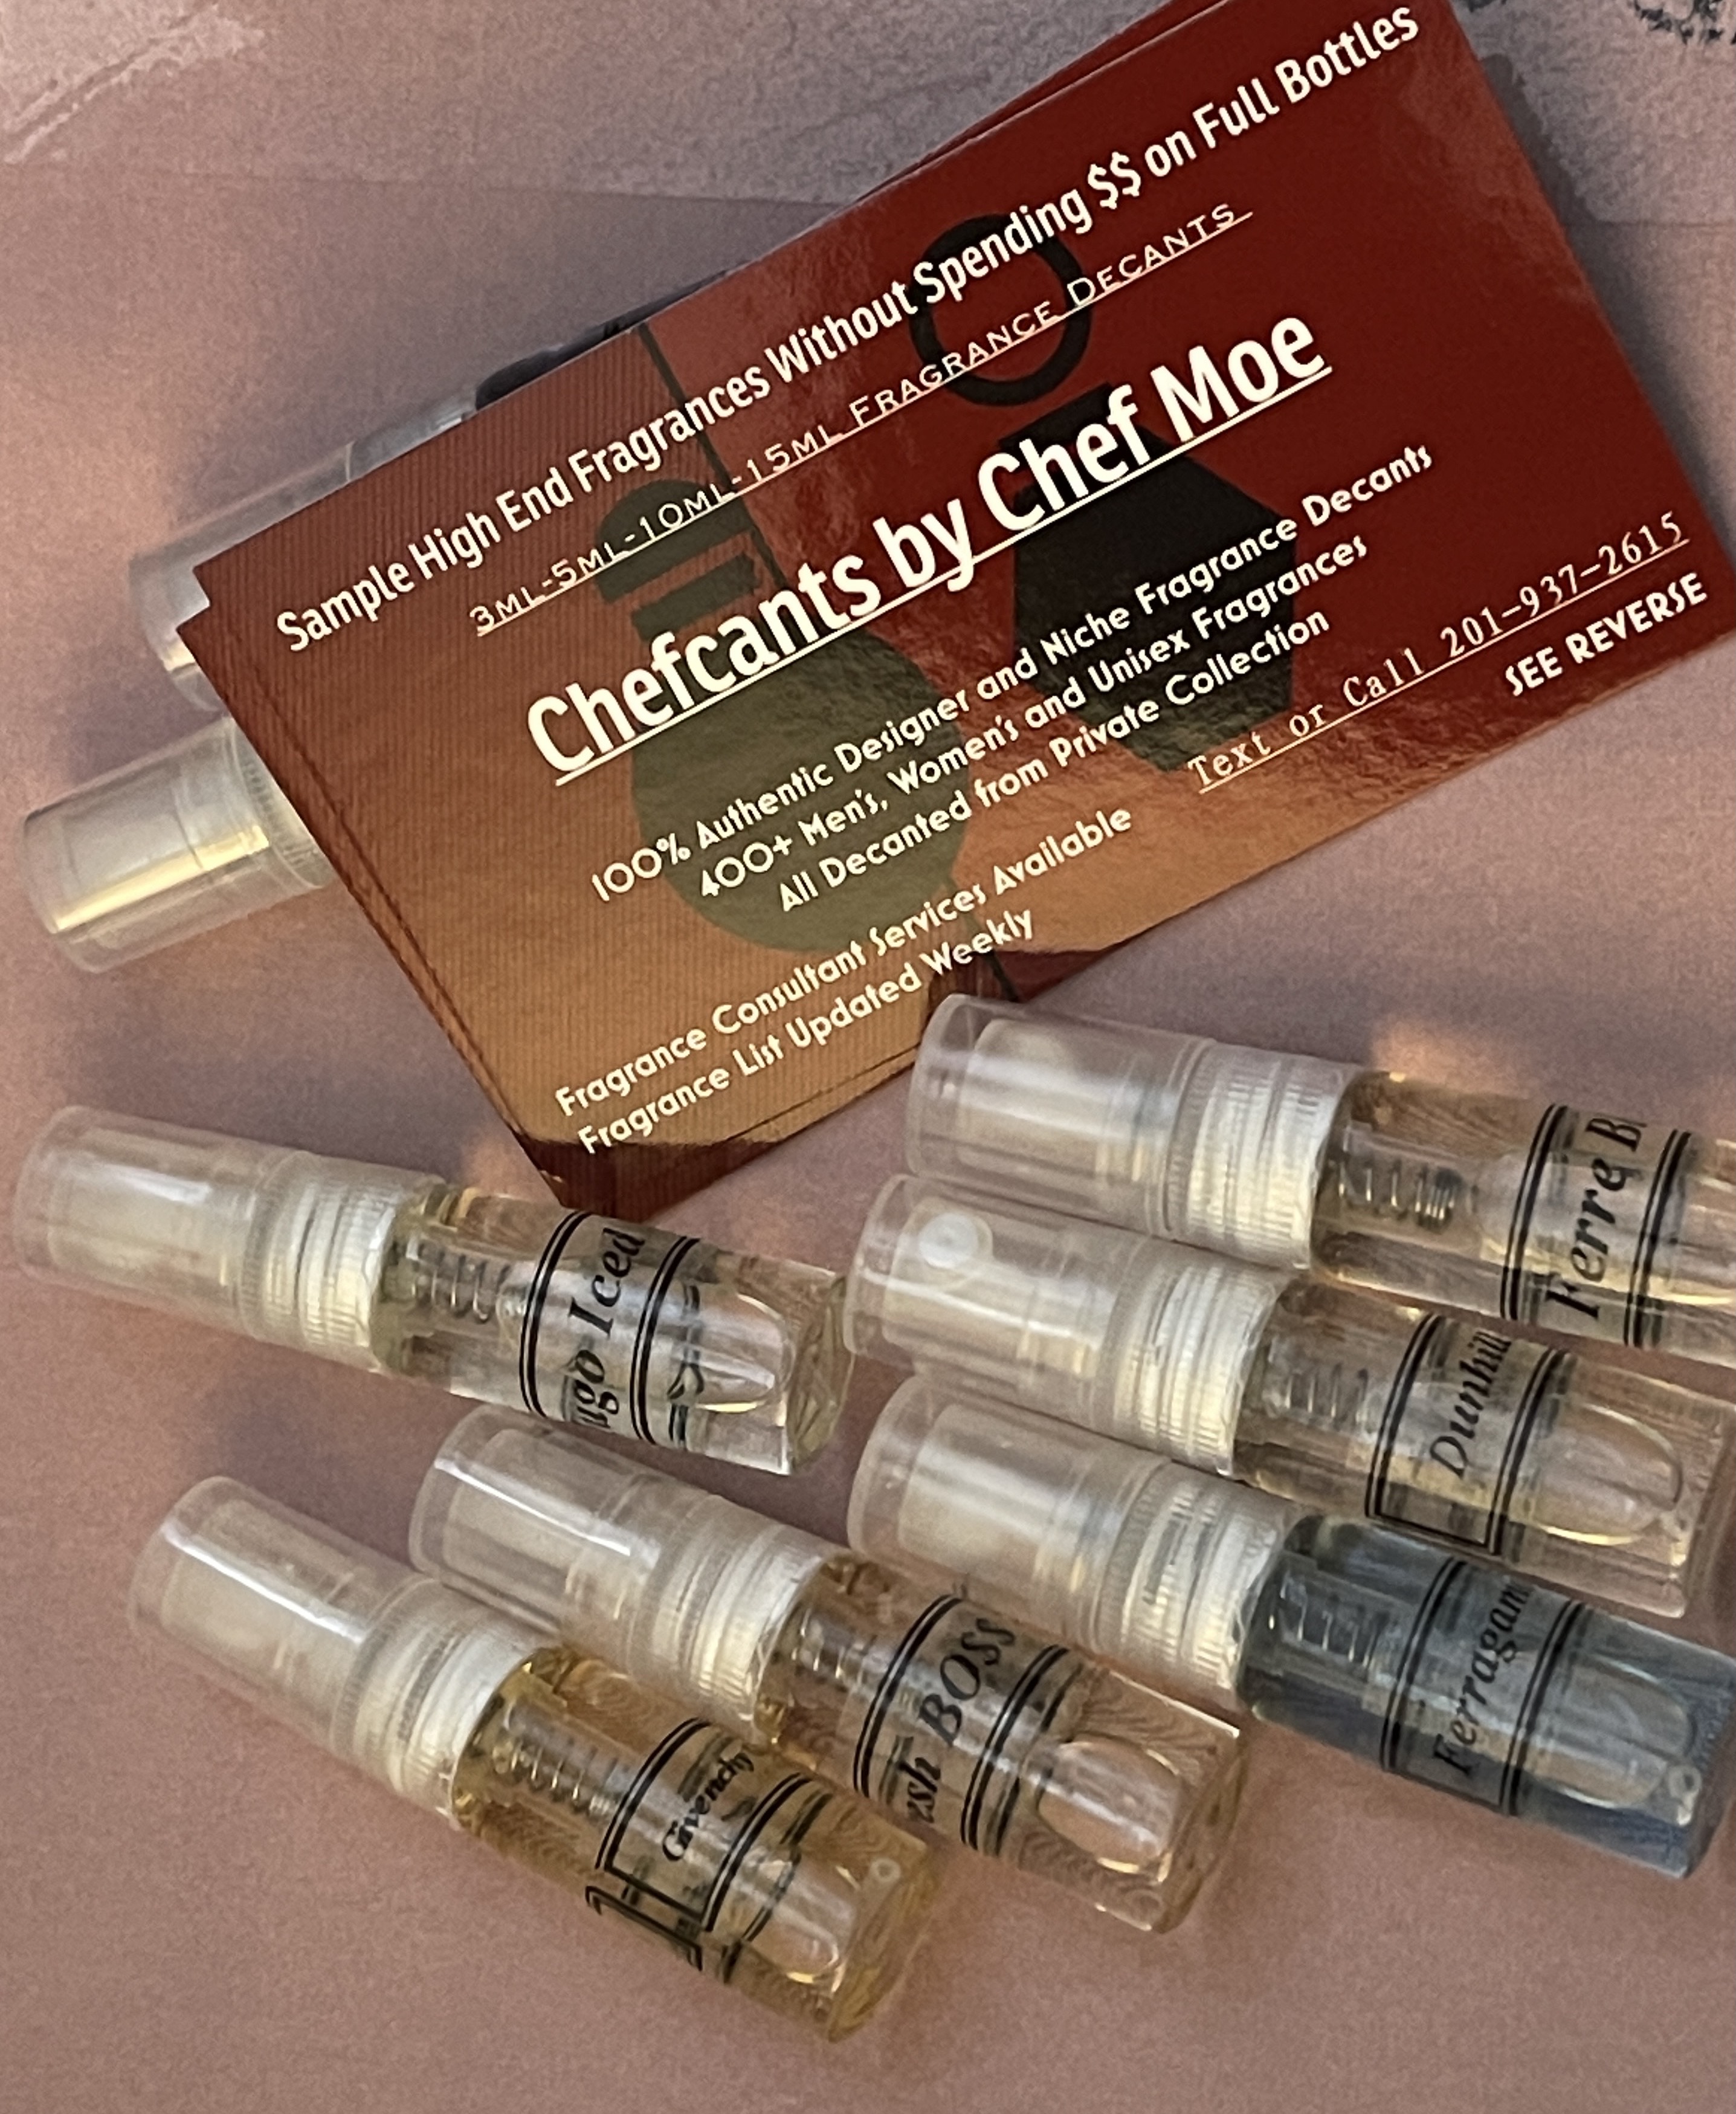 Sample High End Fragrances Without Spending $$ on Full Bottles
3ML-5ML-10ML-15ML FRAGRANCE DECANTS
Chefcants by Chef Moe
100% Authentic Designer and Niche Fragrance Decants
400+ Men's, Women's and Unisex Fragrances
All Decanted from Private Collection
Text or Call 201-937-2615
SEE REVERSE
Fragrance Consultant Services Available
Fragrance List Updated Weekly
Ferre
Iced
Dunhill
BOSS
Givenchy